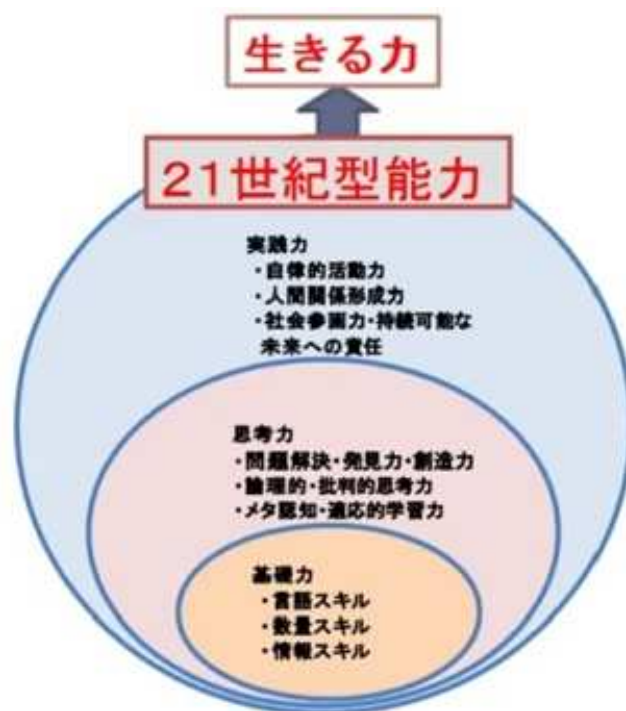 生きる力
21世紀型能力
実践力
・自律的活動力
・人間関係形成力
・社会参画力・持続可能な
未来への責任
思考力
・問題解決・発見力・創造力
・論理的・批判的思考力
・メタ認知・適応的学習力
基礎力
・言語スキル
・数量スキル
・情報スキル